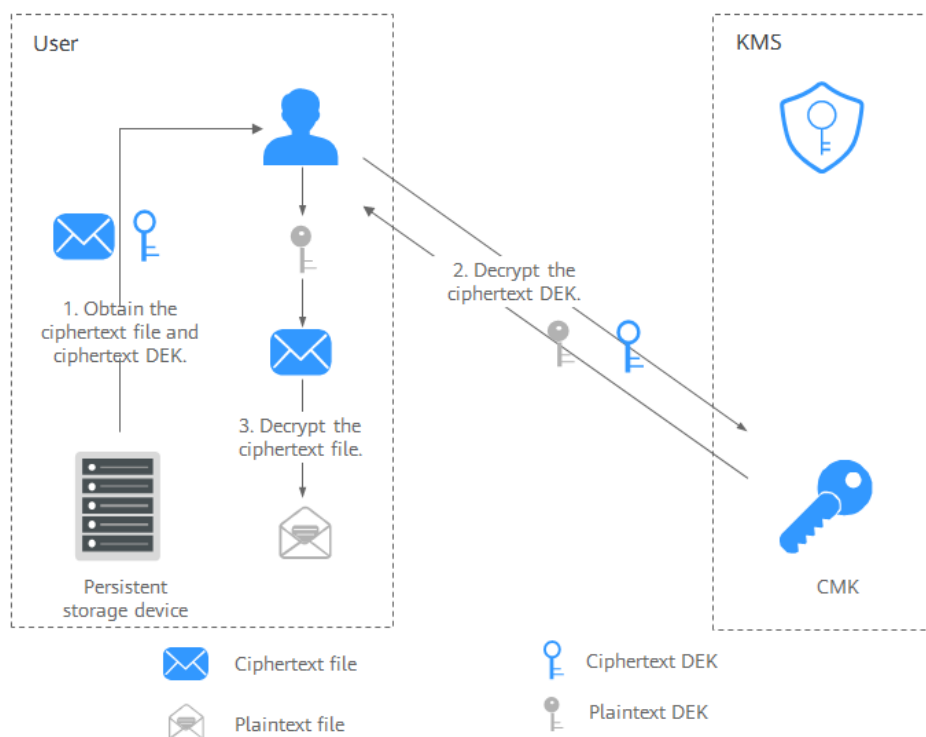 User
KMS
1. Obtain the
ciphertext file and
ciphertext DEK.
2. Decrypt the
ciphertext DEK.
3. Decrypt the
ciphertext file.
Persistent
storage device
CMK
Ciphertext file
Ciphertext DEK
Plaintext file
Plaintext DEK